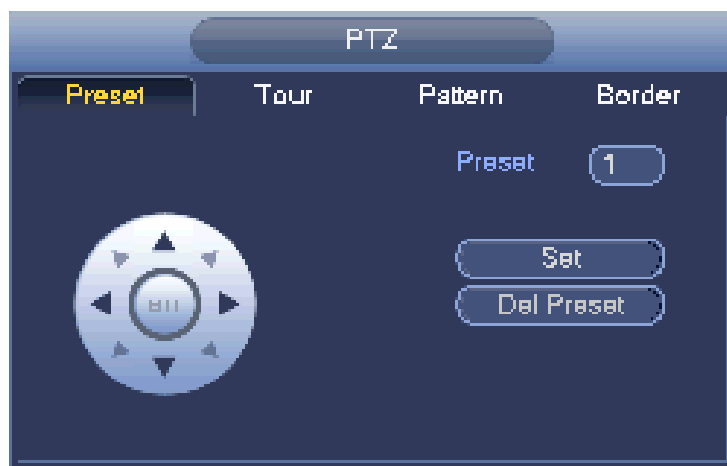 PTZ
Preset Tour Pattern Border
Preset 1
Set
Del Preset